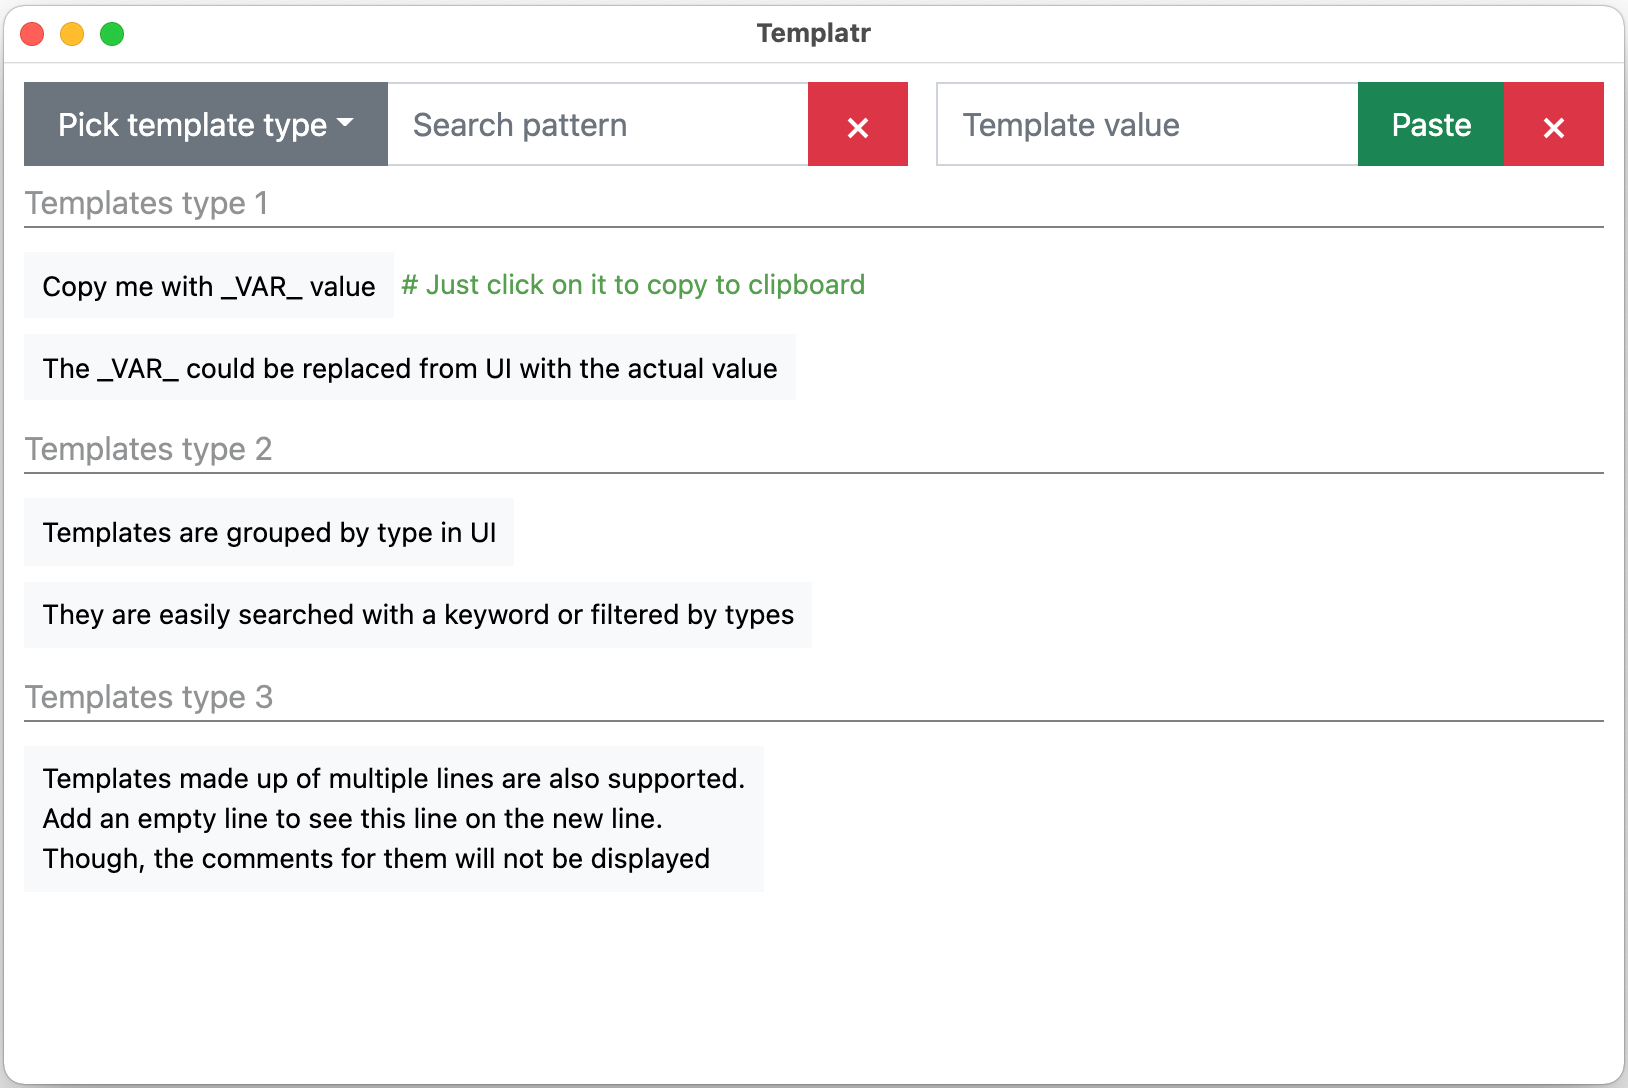 Templatr
Pick template type
Search pattern
×
Template value
Paste
×
Templates type 1
Copy me with _VAR_ value # Just click on it to copy to clipboard
The _VAR_ could be replaced from UI with the actual value
Templates type 2
Templates are grouped by type in UI
They are easily searched with a keyword or filtered by types
Templates type 3
Templates made up of multiple lines are also supported.
Add an empty line to see this line on the new line.
Though, the comments for them will not be displayed